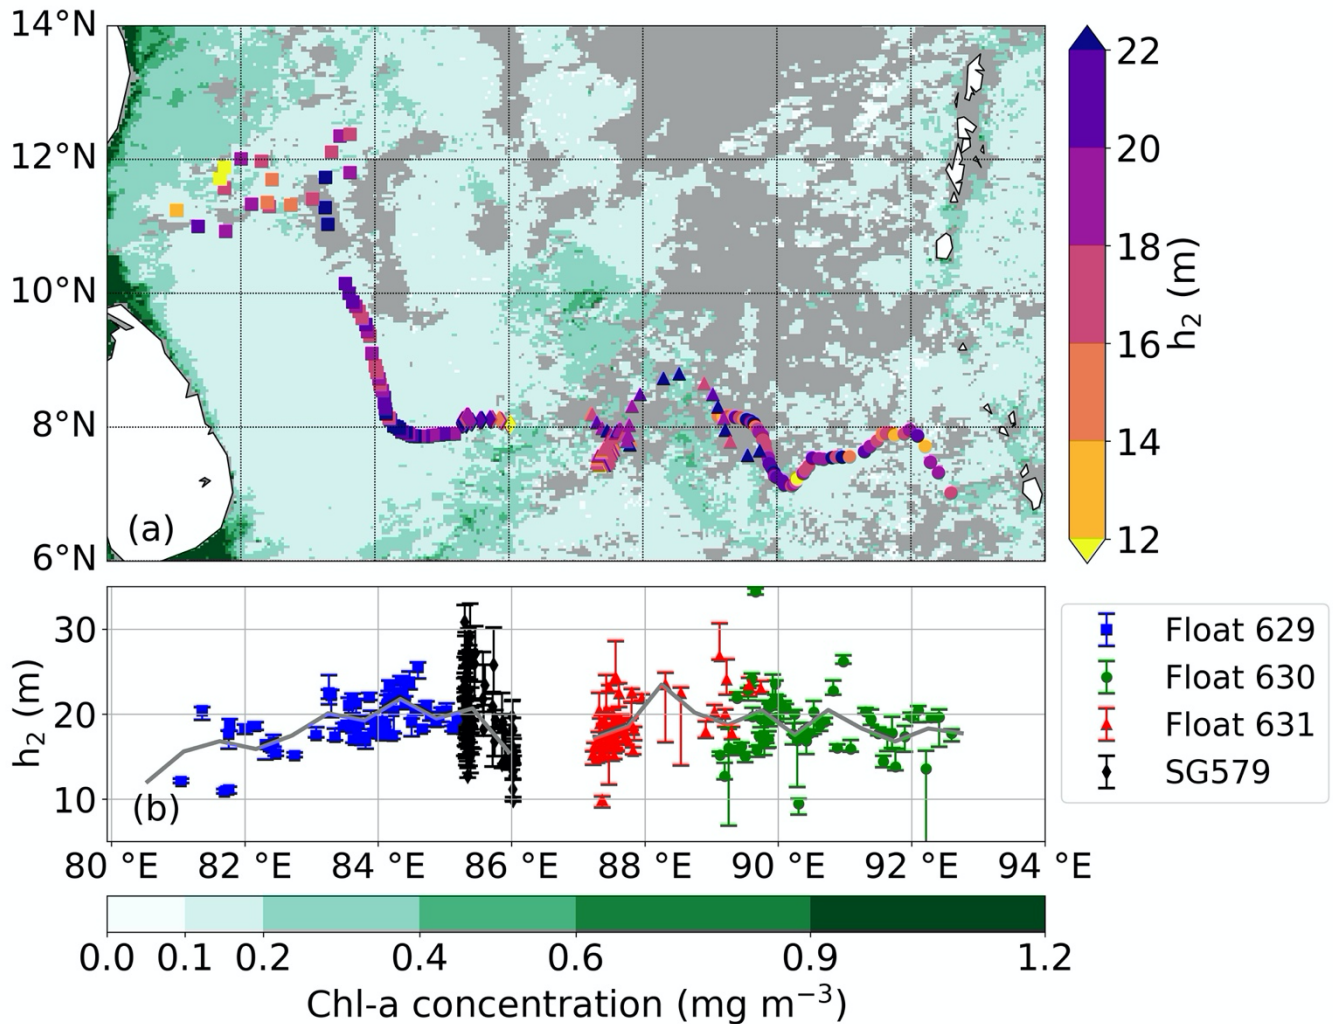 14°N
12°N
10°N
8°N
6°N
(a)
22
20
18
16
14
12
h₂ (m)
30
20
10
h₂ (m)
(b)
80°E 82°E 84°E 86°E 88°E 90°E 92°E 94°E
Float 629
Float 630
Float 631
SG579
0.0 0.1 0.2 0.4 0.6 0.9 1.2
Chl-a concentration (mg m⁻³)